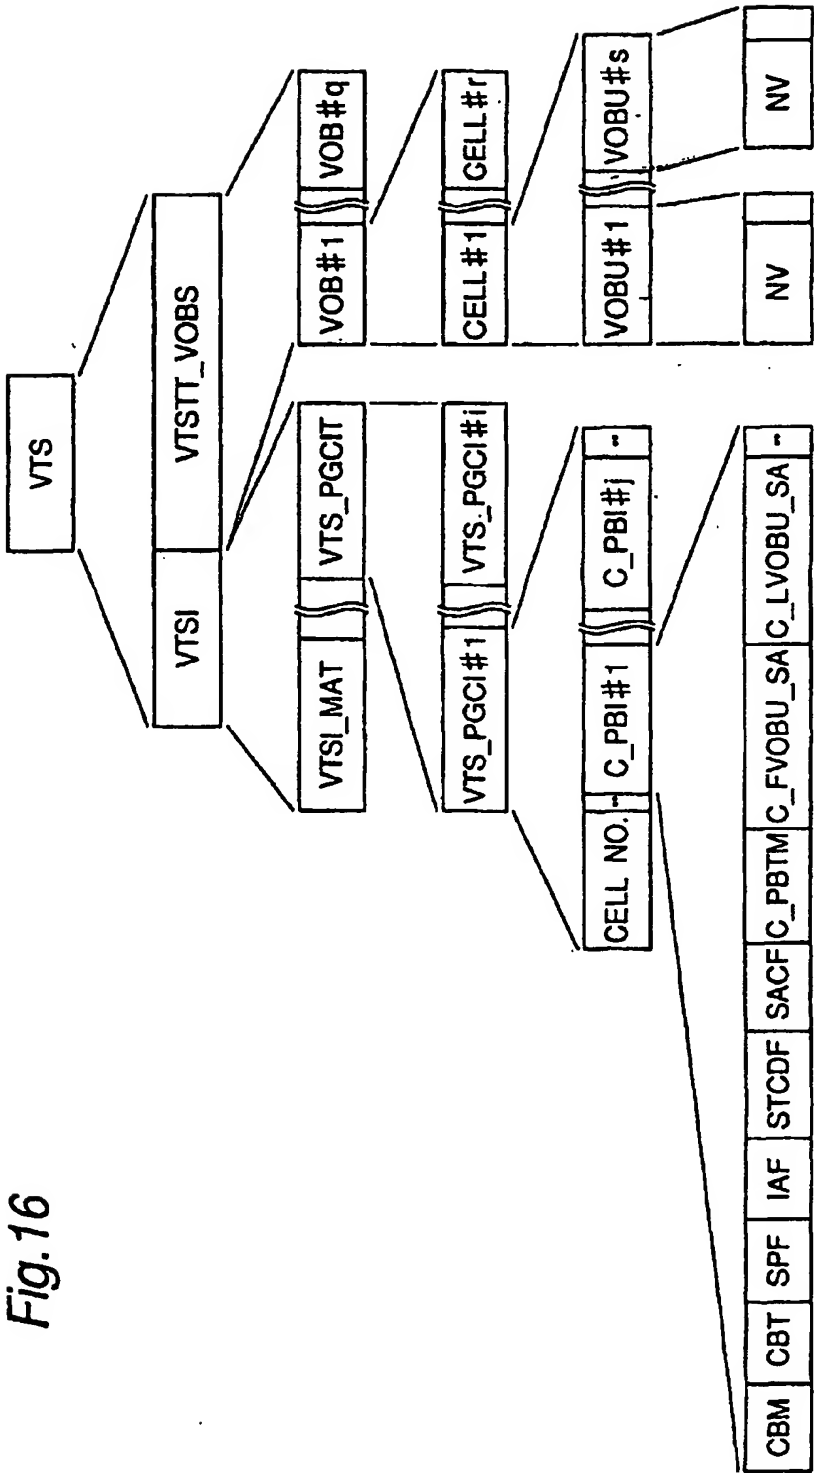 Fig.16
VTS
VTSI VTSTT_VOBS
VTSI_MAT VTS_PGCIT VOB#1 VOB#q
VTS_PGCI#1 VTS_PGCI#i CELL#1 CELL#r
CELL NO. -- C_PBI#1 C_PBI#j -- VOBU#1 VOBU#s
CBM CBT SPF IAF STCDF SACF C_PBTM C_FVOBU_SA C_LVOBU_SA -- NV NV